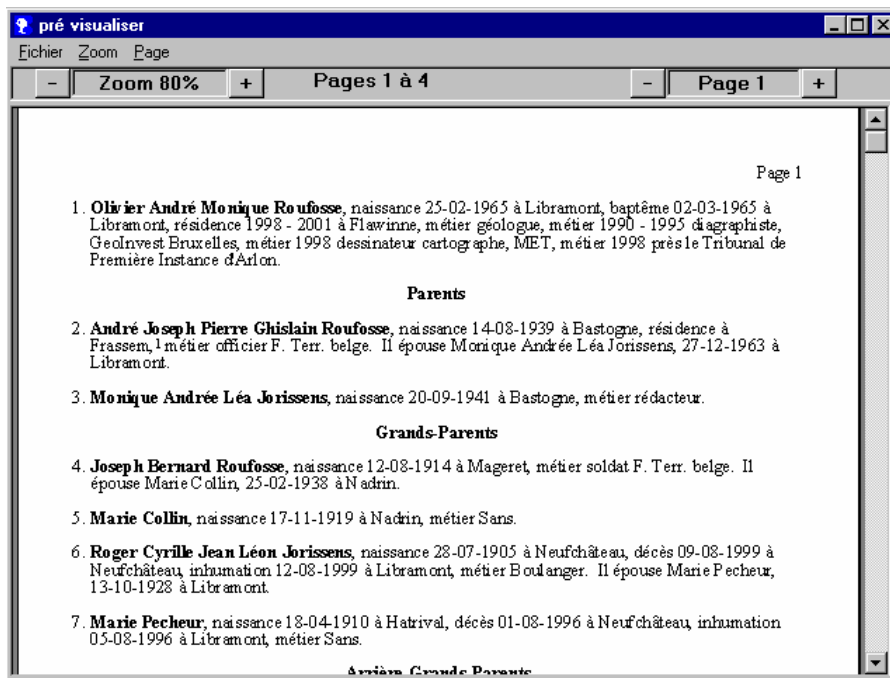 pré visualiser
Fichier Zoom Page
- Zoom 80% + Pages 1 à 4 - Page 1 +
Page 1
1. Olivier André Monique Roufosse, naissance 25-02-1965 à Libramont, baptême 02-03-1965 à
Libramont, résidence 1998 - 2001 à Flawinne, métier géologue, métier 1990 - 1995 diagraphiste,
GeoInvest Bruxelles, métier 1998 dessinateur cartographe, MET, métier 1998 près le Tribunal de
Première Instance d'Arlon.
Parents
2. André Joseph Pierre Ghislain Roufosse, naissance 14-08-1939 à Bastogne, résidence à
Frassem,¹ métier officier F. Terr. belge. Il épouse Monique Andrée Léa Jorissens, 27-12-1963 à
Libramont.
3. Monique Andrée Léa Jorissens, naissance 20-09-1941 à Bastogne, métier rédacteur.
Grands-Parents
4. Joseph Bernard Roufosse, naissance 12-08-1914 à Mageret, métier soldat F. Terr. belge. Il
épouse Marie Collin, 25-02-1938 à Nadrin.
5. Marie Collin, naissance 17-11-1919 à Nadrin, métier Sans.
6. Roger Cyrille Jean Léon Jorissens, naissance 28-07-1905 à Neufchâteau, décès 09-08-1999 à
Neufchâteau, inhumation 12-08-1999 à Libramont, métier Boulanger. Il épouse Marie Pecheur,
13-10-1928 à Libramont.
7. Marie Pecheur, naissance 18-04-1910 à Hatrival, décès 01-08-1996 à Neufchâteau, inhumation
05-08-1996 à Libramont, métier Sans.
Arrière Grands Parents